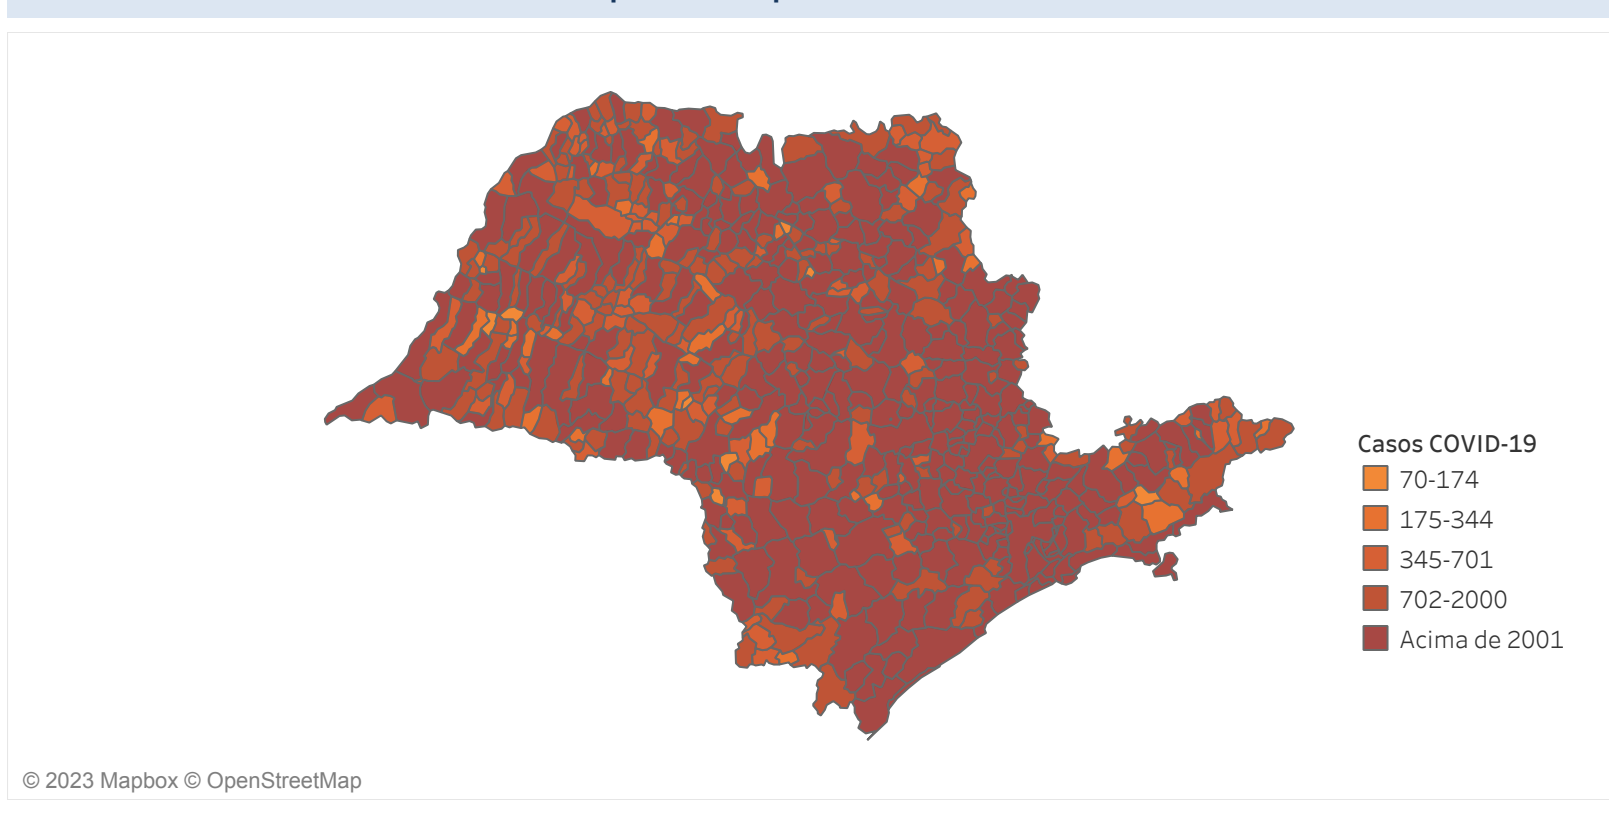 Casos COVID-19
70-174
175-344
345-701
702-2000
Acima de 2001
© 2023 Mapbox © OpenStreetMap